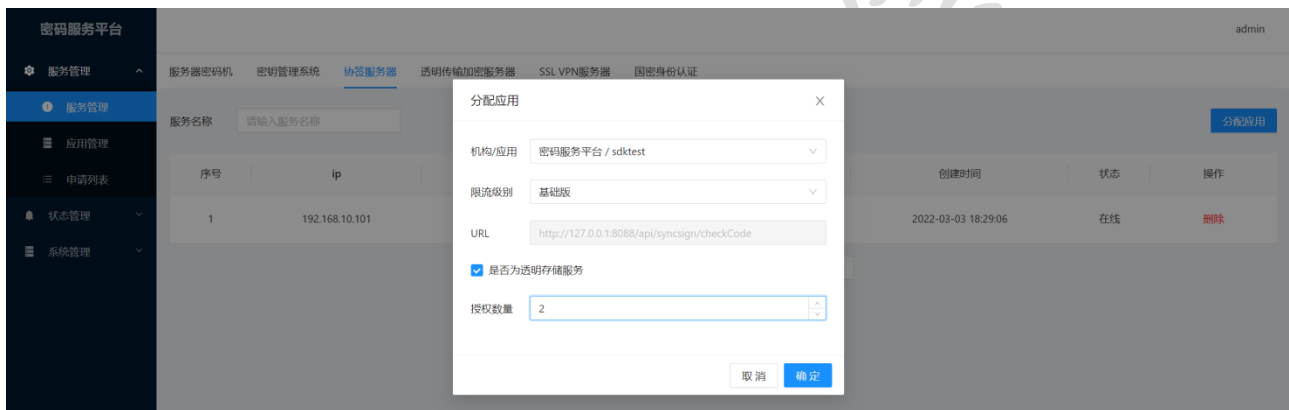 密码服务平台
admin
服务管理
服务器密码机 密钥管理系统 协签服务器 透明传输加密服务器 SSL VPN服务器 国密身份认证
服务管理
应用管理
申请列表
状态管理
系统管理
服务名称 请输入服务名称
分配应用
序号 ip 创建时间 状态 操作
1 192.168.10.101 2022-03-03 18:29:06 在线 删除
分配应用
机构/应用 密码服务平台 / sdktest
限流级别 基础版
URL http://127.0.0.1:8088/api/syncsign/checkCode
是否为透明存储服务
授权数量 2
取消 确定